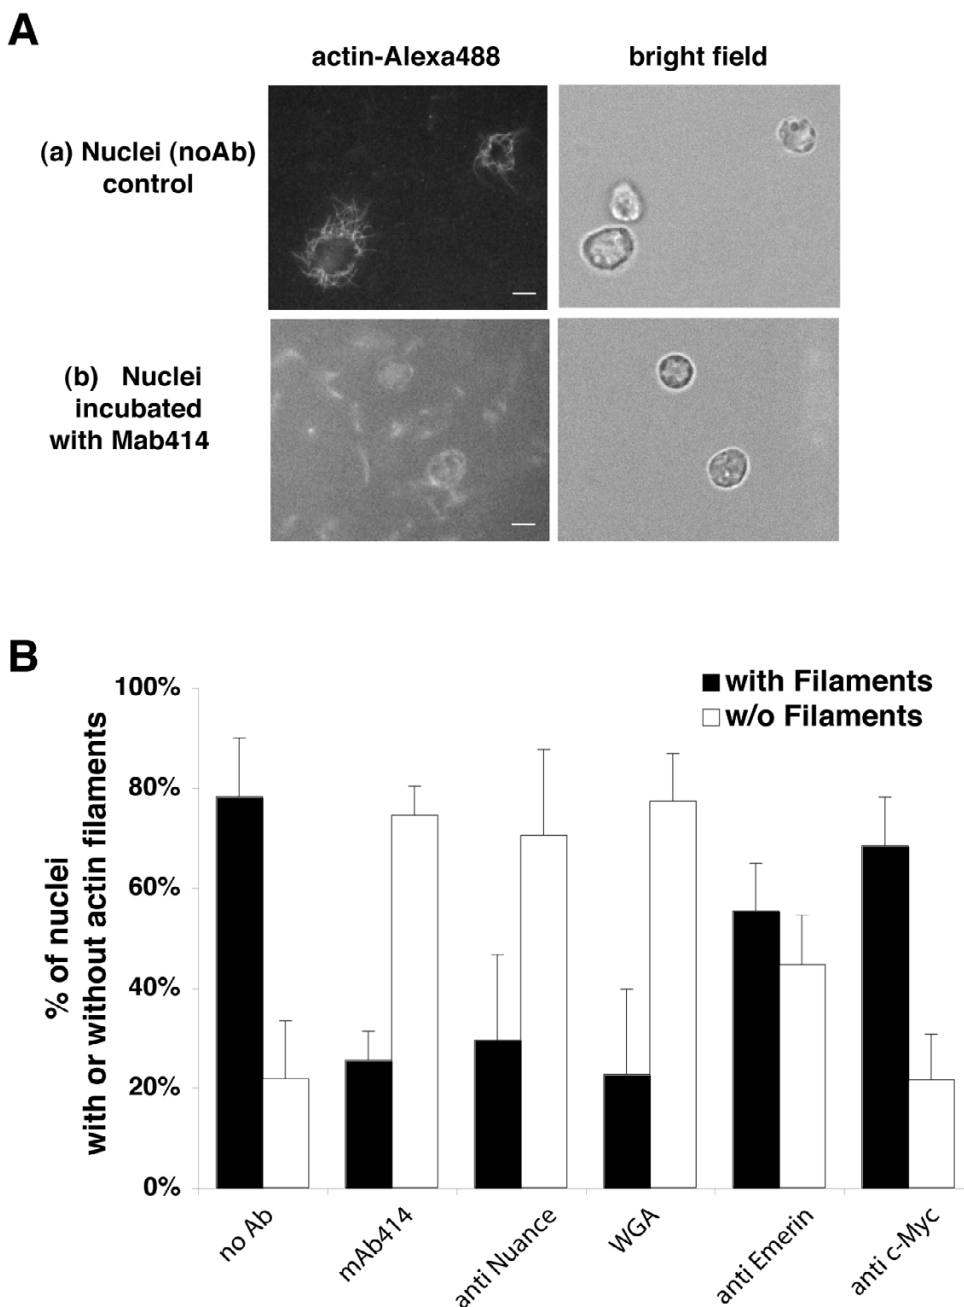 A
actin-Alexa488
bright field
(a) Nuclei (noAb)
control
(b) Nuclei
incubated
with Mab414
B
with Filaments
w/o Filaments
% of nuclei
with or without actin filaments
100%
80%
60%
40%
20%
0%
no Ab
mAb414
anti Nuance
WGA
anti Emerin
anti c-Myc